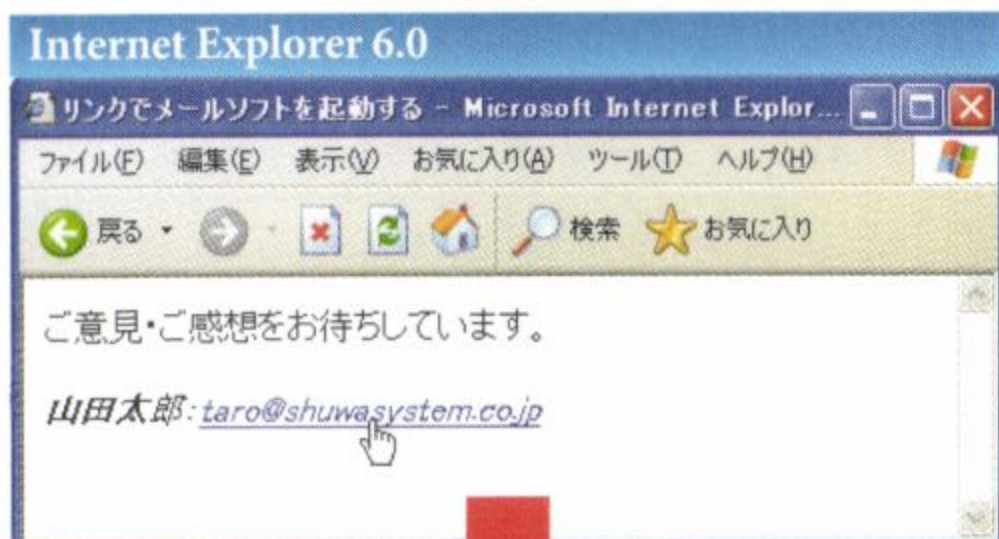 Internet Explorer 6.0
リンクでメールソフトを起動する - Microsoft Internet Explor...
ファイル(F) 編集(E) 表示(V) お気に入り(A) ツール(T) ヘルプ(H)
戻る 検索 お気に入り
ご意見・ご感想をお待ちしています。
山田太郎：taro@shuwasystem.co.jp